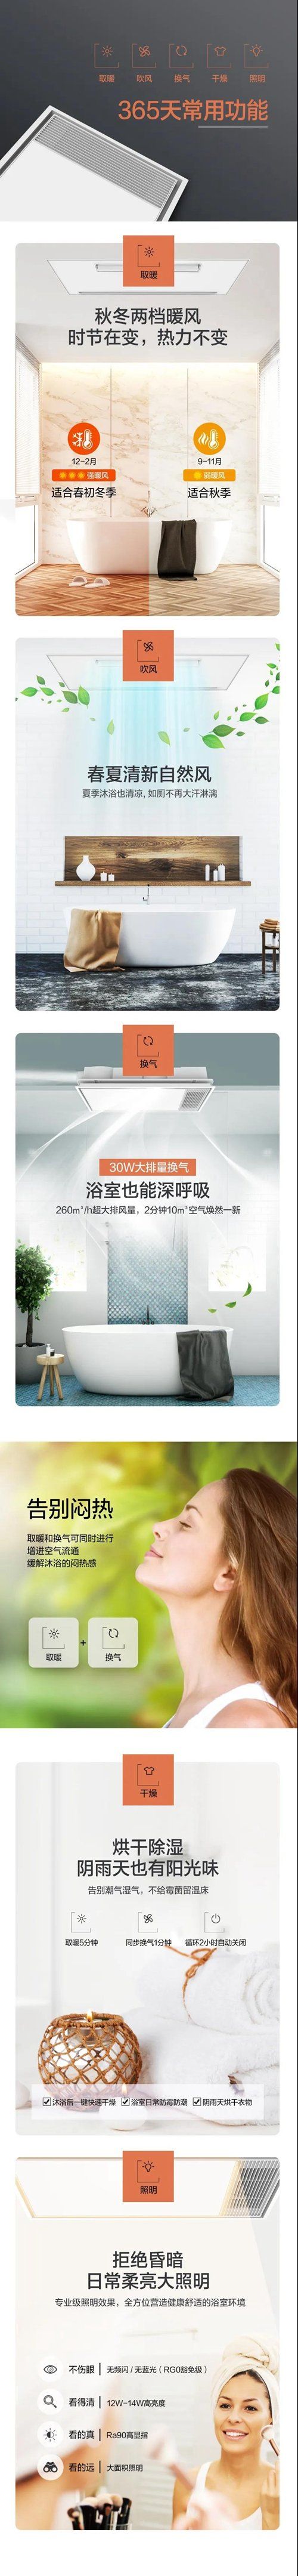 取暖 吹风 换气 干燥 照明
365天常用功能
取暖
秋冬两档暖风
时节在变，热力不变
12-2月 9-11月
强暖风 弱暖风
适合春初冬季 适合秋季
吹风
春夏清新自然风
夏季沐浴也清凉，如厕不再大汗淋漓
换气
30W大排量换气
浴室也能深呼吸
260m³/h超大排风量，2分钟10m³空气焕然一新
告别闷热
取暖和换气可同时进行
增进空气流通
缓解沐浴的闷热感
取暖 + 换气
干燥
烘干除湿
阴雨天也有阳光味
告别潮气湿气，不给霉菌留温床
取暖5分钟 同步换气1分钟 循环2小时自动关闭
沐浴后一键快速干燥 浴室日常防霉防潮 阴雨天烘干衣物
照明
拒绝昏暗
日常柔亮大照明
专业级照明效果，全方位营造健康舒适的浴室环境
不伤眼 无频闪 / 无蓝光（RG0豁免级）
看得清 12W-14W高亮度
看的真 Ra90高显指
看的远 大面积照明